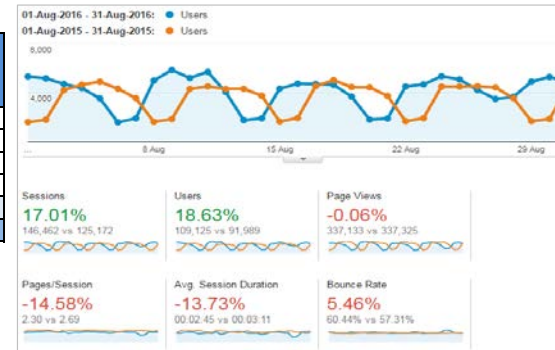 01-Aug-2016 - 31-Aug-2016: Users
01-Aug-2015 - 31-Aug-2015: Users
8,000
4,000
...
8 Aug
15 Aug
22 Aug
29 Aug
Sessions
17.01%
146,462 vs 125,172
Users
18.63%
109,125 vs 91,989
Page Views
-0.06%
337,133 vs 337,325
Pages/Session
-14.58%
2.30 vs 2.69
Avg. Session Duration
-13.73%
00:02:45 vs 00:03:11
Bounce Rate
5.46%
60.44% vs 57.31%